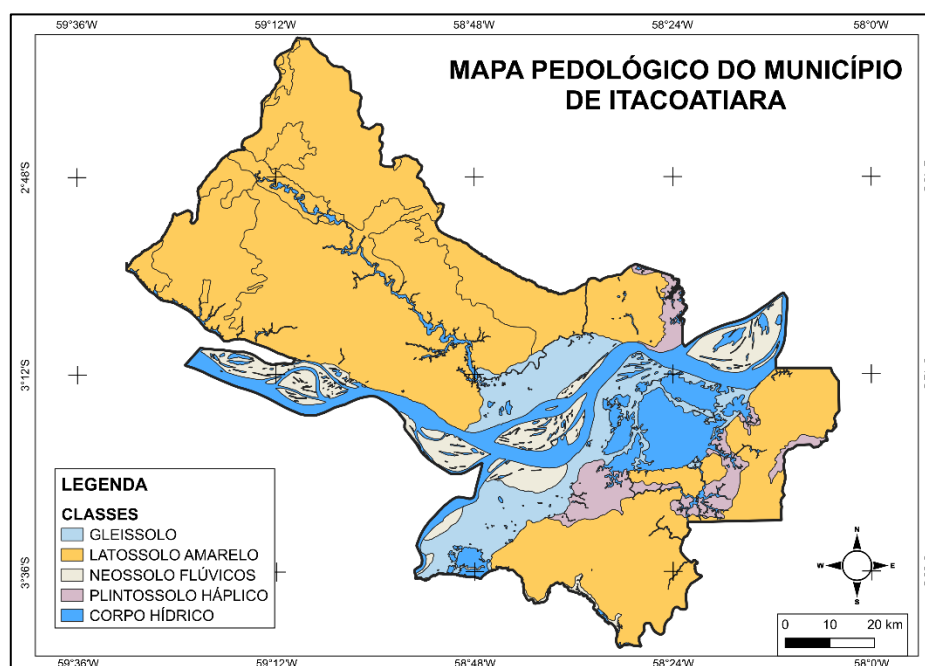 59°36'W 59°12'W 58°48'W 58°24'W 58°0'W
MAPA PEDOLÓGICO DO MUNICÍPIO
DE ITACOATIARA
2°48'S
3°12'S
3°36'S
LEGENDA
CLASSES
GLEISSOLO
LATOSSOLO AMARELO
NEOSSOLO FLÚVICOS
PLINTOSSOLO HÁPLICO
CORPO HÍDRICO
N
W E
S
0 10 20 km
59°36'W 59°12'W 58°48'W 58°24'W 58°0'W